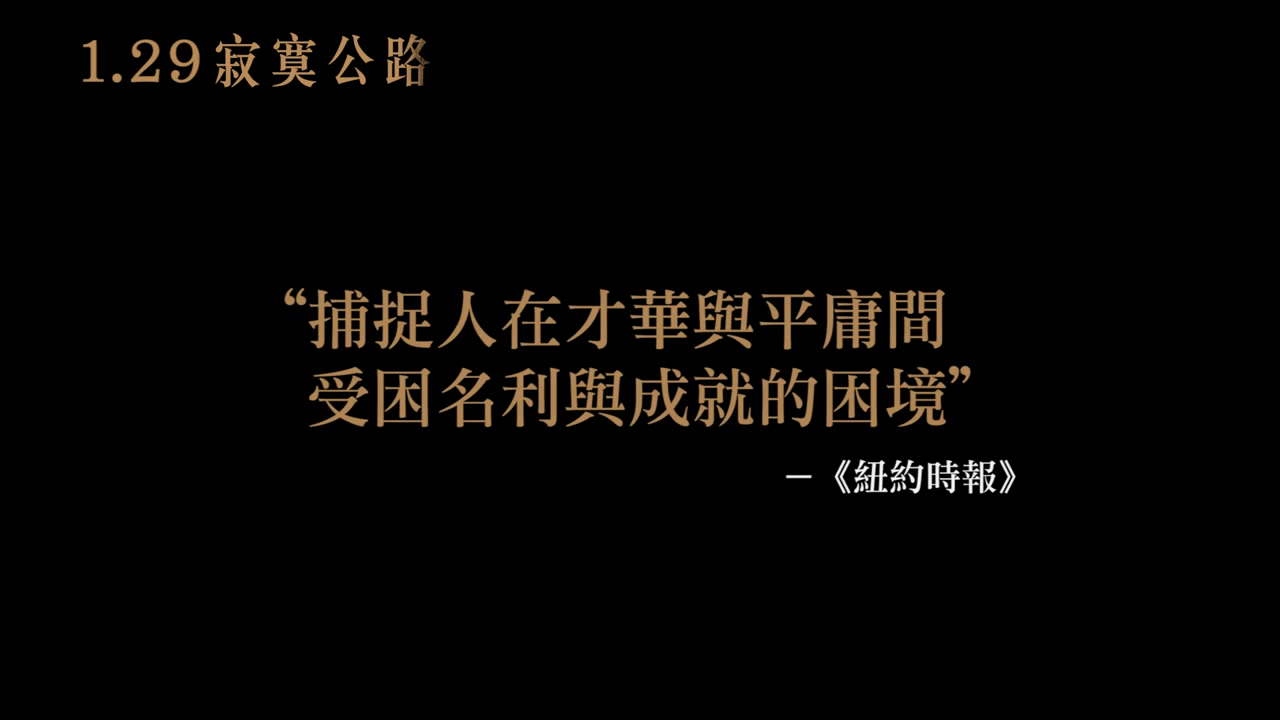 1.29寂寞公路
“捕捉人在才華與平庸間
受困名利與成就的困境”
－《紐約時報》